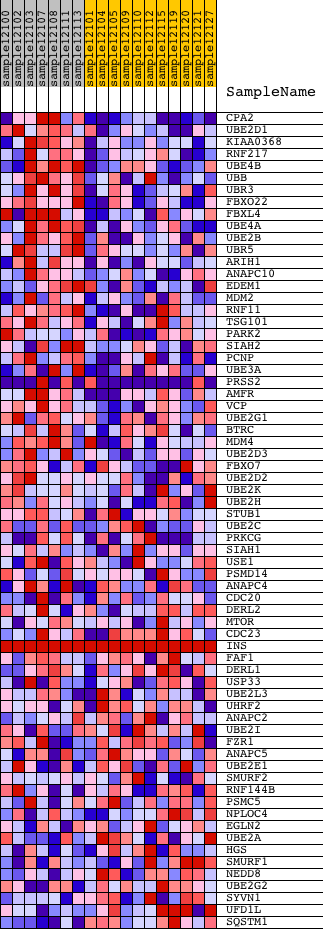 sample12100
sample12102
sample12103
sample12107
sample12108
sample12111
sample12113
sample12101
sample12104
sample12105
sample12112
sample12115
sample12119
sample12120
sample12121
sample12127
SampleName
CPA2
UBE2D1
KIAA0368
RNF217
UBE4B
UBB
UBR3
FBXO22
FBXL4
UBE4A
UBE2B
UBR5
ARIH1
ANAPC10
EDEM1
MDM2
RNF11
TSG101
PARK2
SIAH2
PCNP
UBE3A
PRSS2
AMFR
VCP
UBE2G1
BTRC
MDM4
UBE2D3
FBXO7
UBE2D2
UBE2K
UBE2H
STUB1
UBE2C
PRKCG
SIAH1
USE1
PSMD14
ANAPC4
CDC20
DERL2
MTOR
CDC23
INS
FAF1
DERL1
USP33
UBE2L3
UHRF2
ANAPC2
UBE2I
FZR1
ANAPC5
UBE2E1
SMURF2
RNF144B
PSMC5
NPLOC4
EGLN2
UBE2A
HGS
SMURF1
NEDD8
UBE2G2
SYVN1
UFD1L
SQSTM1